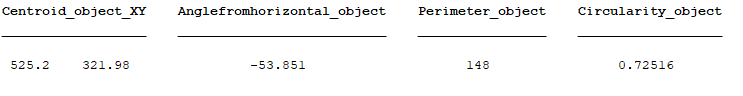 Centroid_object_XY Anglefromhorizontal_object Perimeter_object Circularity_object
525.2 321.98 -53.851 148 0.72516